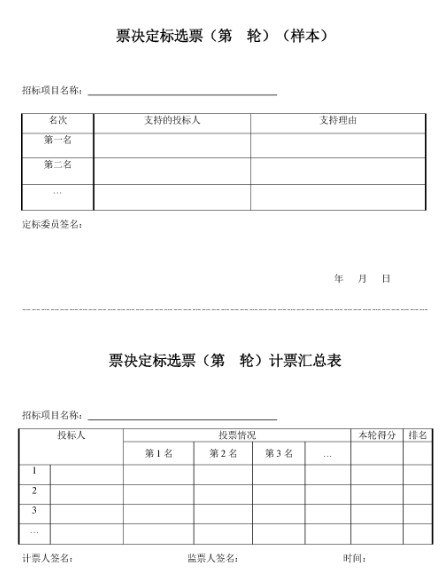 票决定标选票（第　轮）（样本）
招标项目名称：
名次 支持的投标人 支持理由
第一名
第二名
…
定标委员签名：
年 月 日
票决定标选票（第　轮）计票汇总表
招标项目名称：
投标人 投票情况 本轮得分 排名
第 1 名 第 2 名 第 3 名 …
1
2
3
…
计票人签名： 监票人签名： 时间：